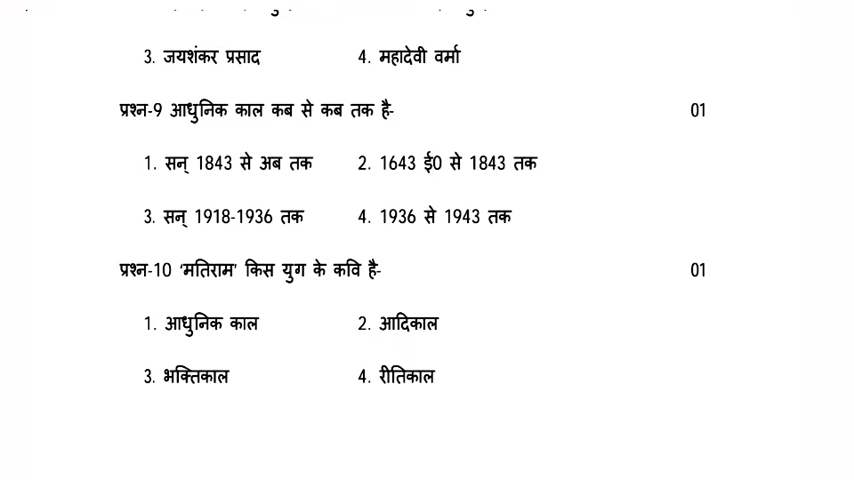 3. जयशंकर प्रसाद 4. महादेवी वर्मा
प्रश्न-9 आधुनिक काल कब से कब तक है- 01
1. सन् 1843 से अब तक 2. 1643 ई0 से 1843 तक
3. सन् 1918-1936 तक 4. 1936 से 1943 तक
प्रश्न-10 'मतिराम' किस युग के कवि है- 01
1. आधुनिक काल 2. आदिकाल
3. भक्तिकाल 4. रीतिकाल